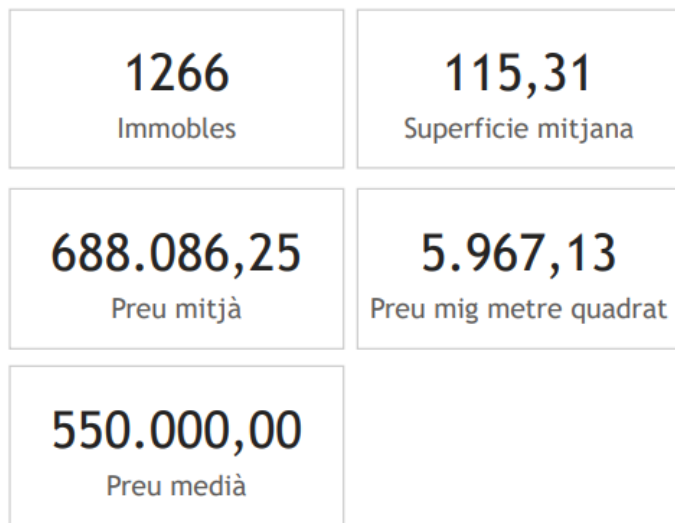 1266
Immobles
115,31
Superficie mitjana
688.086,25
Preu mitjà
5.967,13
Preu mig metre quadrat
550.000,00
Preu medià